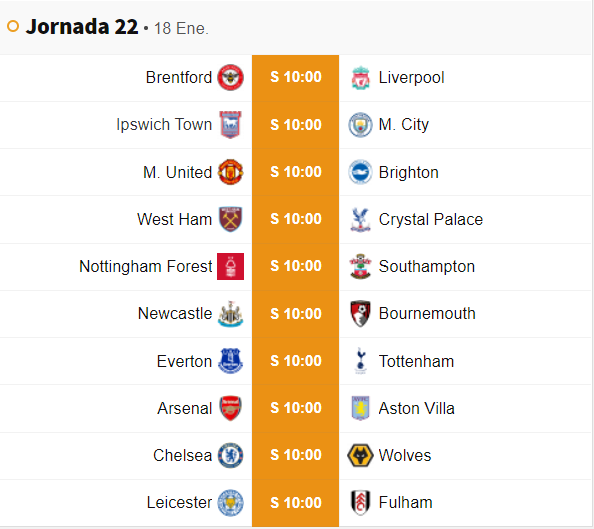 Jornada 22 • 18 Ene.
Brentford S 10:00 Liverpool
Ipswich Town S 10:00 M. City
M. United S 10:00 Brighton
West Ham S 10:00 Crystal Palace
Nottingham Forest S 10:00 Southampton
Newcastle S 10:00 Bournemouth
Everton S 10:00 Tottenham
Arsenal S 10:00 Aston Villa
Chelsea S 10:00 Wolves
Leicester S 10:00 Fulham